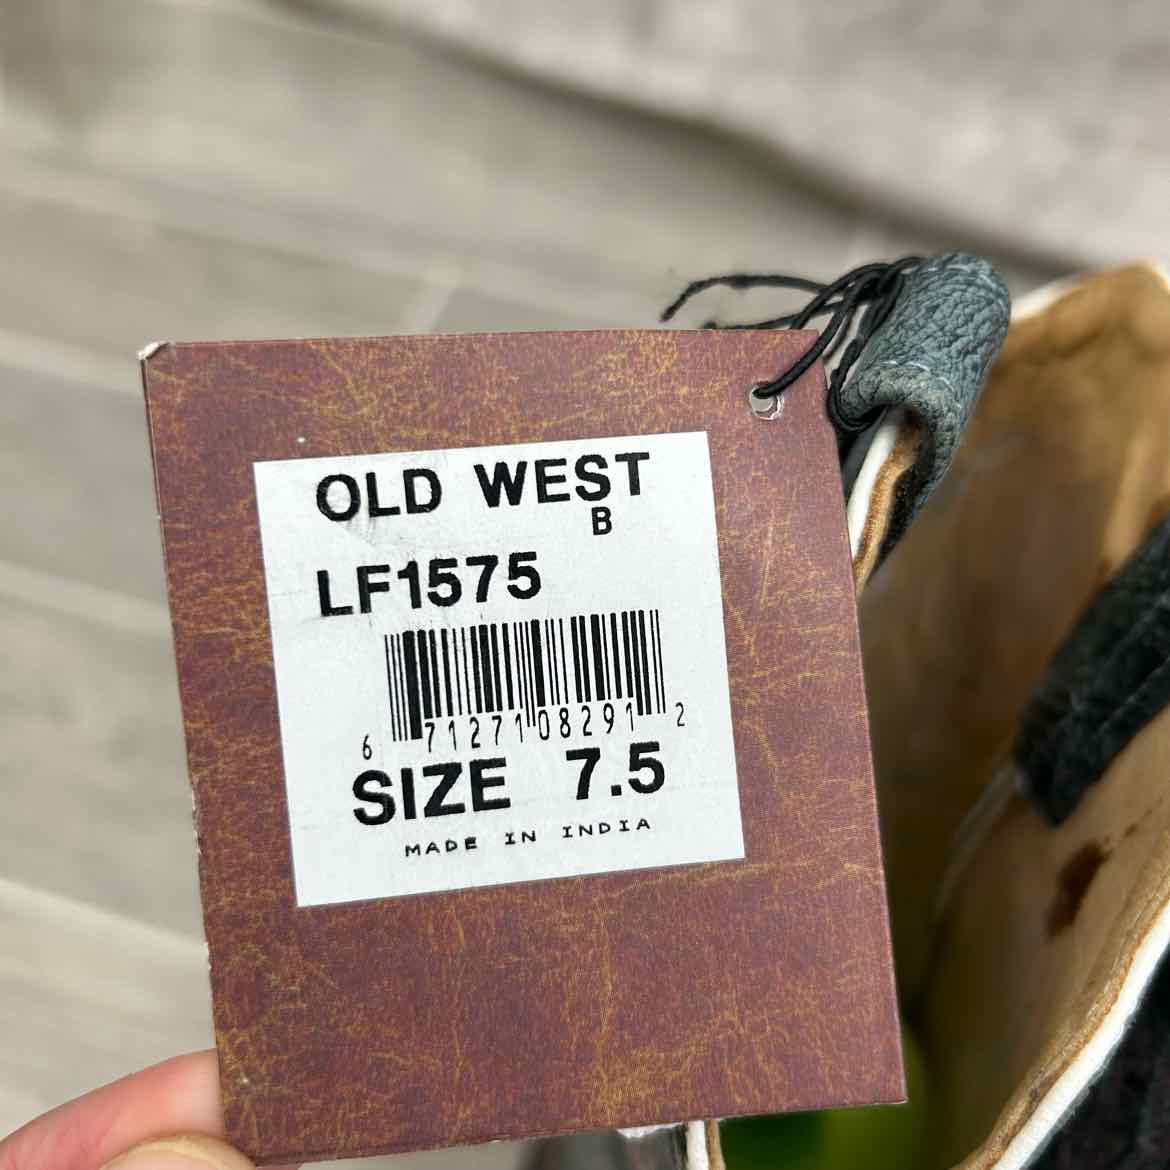 OLD WEST
B
LF1575
6 71271 08291 2
SIZE 7.5
MADE IN INDIA